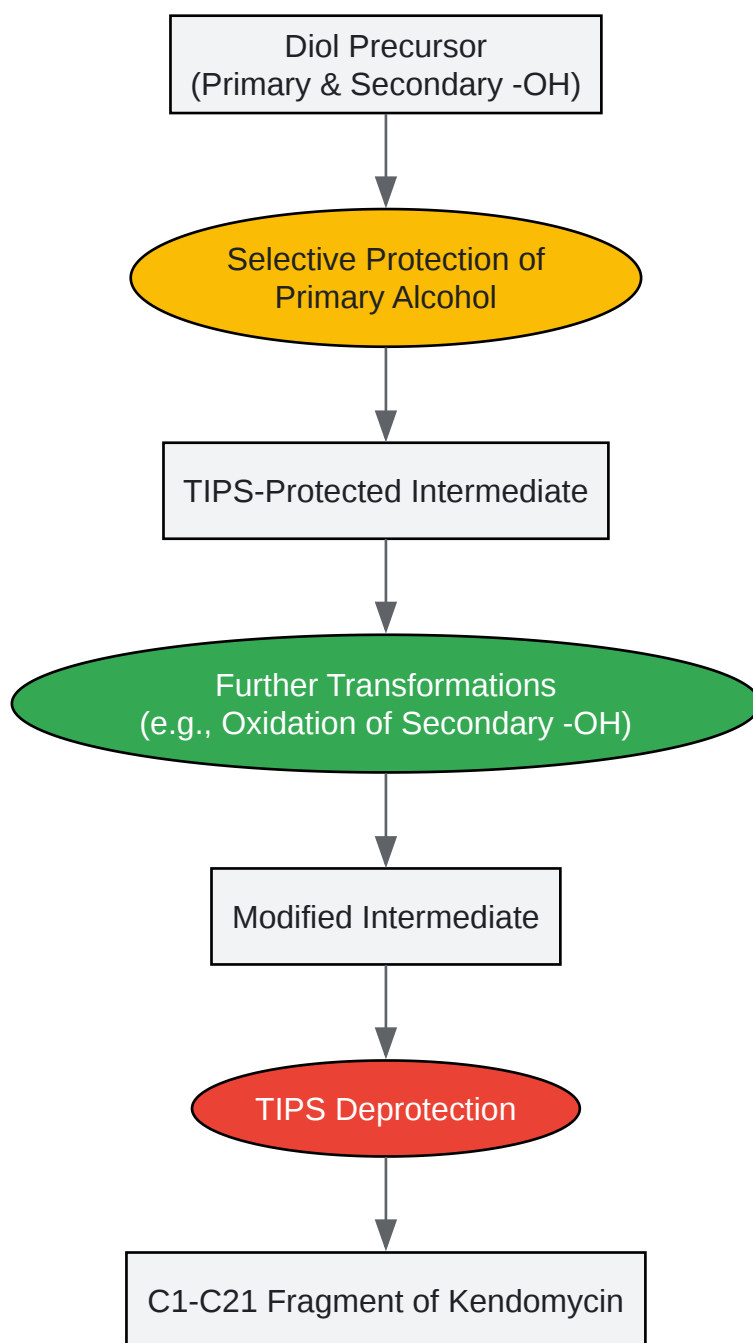 Diol Precursor
(Primary & Secondary -OH)
Selective Protection of
Primary Alcohol
TIPS-Protected Intermediate
Further Transformations
(e.g., Oxidation of Secondary -OH)
Modified Intermediate
TIPS Deprotection
C1-C21 Fragment of Kendomycin